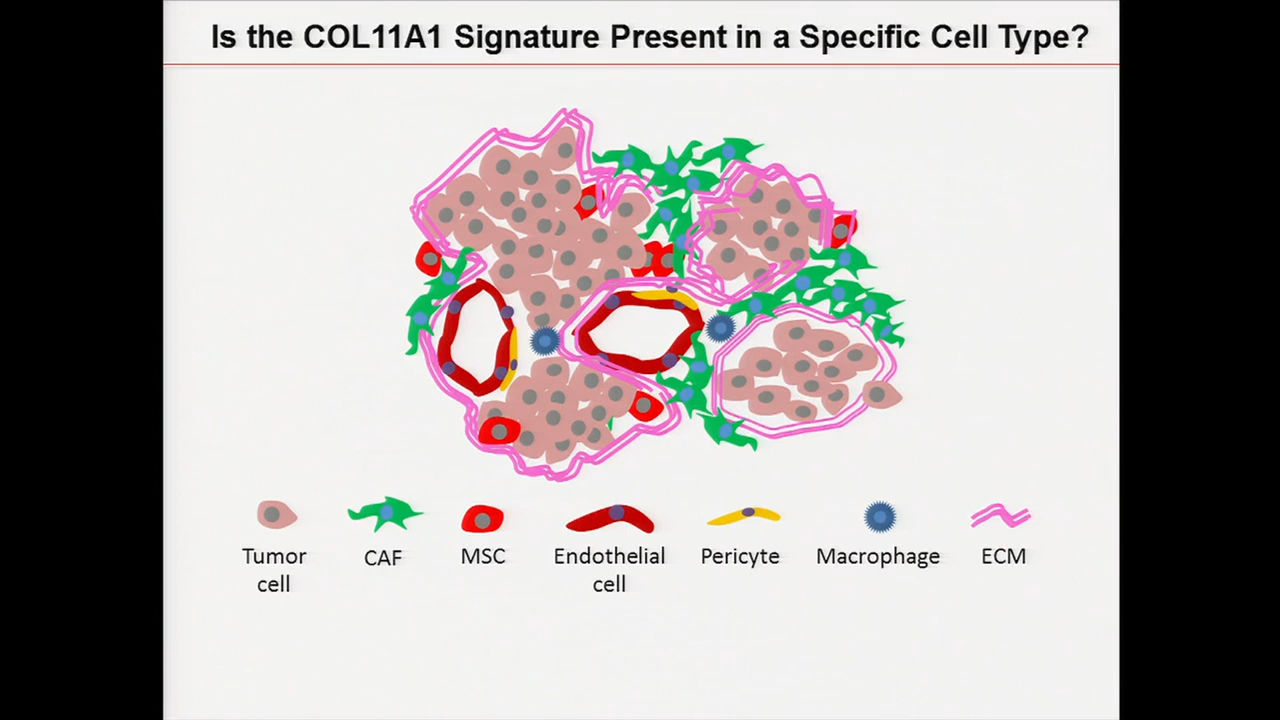 Is the COL11A1 Signature Present in a Specific Cell Type?
Tumor cell
CAF
MSC
Endothelial cell
Pericyte
Macrophage
ECM